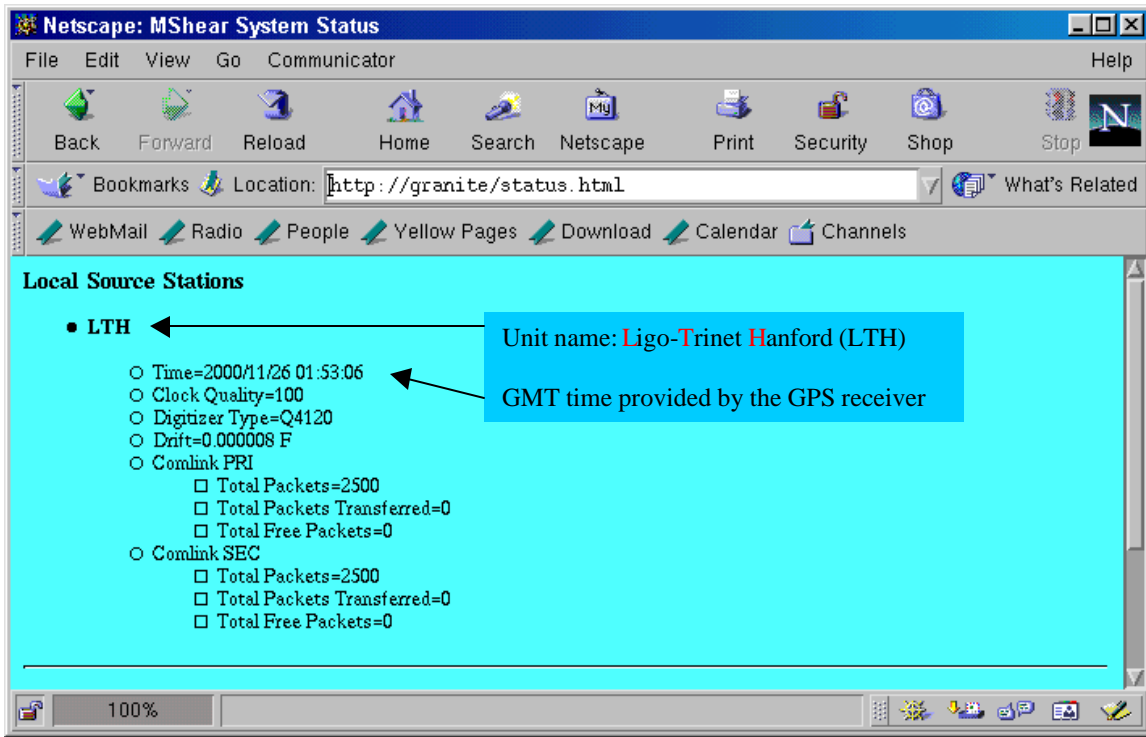 Netscape: MShear System Status
File Edit View Go Communicator Help
Back Forward Reload Home Search Netscape Print Security Shop Stop
My
N
Bookmarks Location: http://granite/status.html What's Related
WebMail Radio People Yellow Pages Download Calendar Channels
Local Source Stations
LTH
Unit name: Ligo-Trinet Hanford (LTH)
Time=2000/11/26 01:53:06
GMT time provided by the GPS receiver
Clock Quality=100
Digitizer Type=Q4120
Drift=0.000008 F
Comlink PRI
Total Packets=2500
Total Packets Transferred=0
Total Free Packets=0
Comlink SEC
Total Packets=2500
Total Packets Transferred=0
Total Free Packets=0
100%